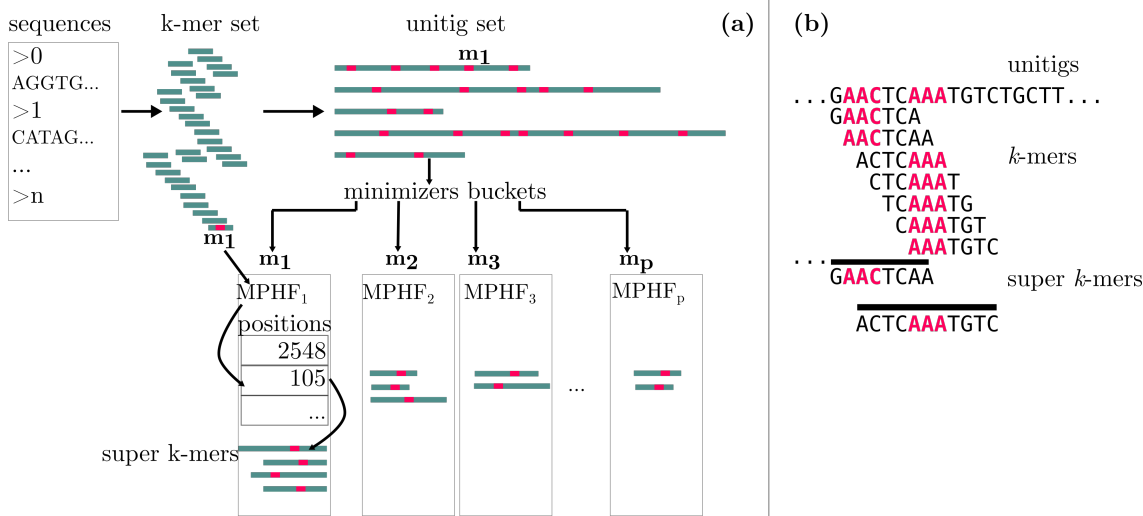 sequences
k-mer set
unitig set
(a)
>0
AGGTG...
>1
CATAG...
...
>n
m1
m1
minimizers buckets
m1
m2
m3
mp
MPHF1
MPHF2
MPHF3
MPHFp
positions
2548
105
...
...
super k-mers
(b)
unitigs
...GAACTCAAATGTCTGCTT...
GAACTCA
AACTCAA
k-mers
ACTCAAA
CTCAAAT
TCAAATG
CAAATGT
AAATGTC
...
GAACTCAA
super k-mers
ACTCAAATGTC